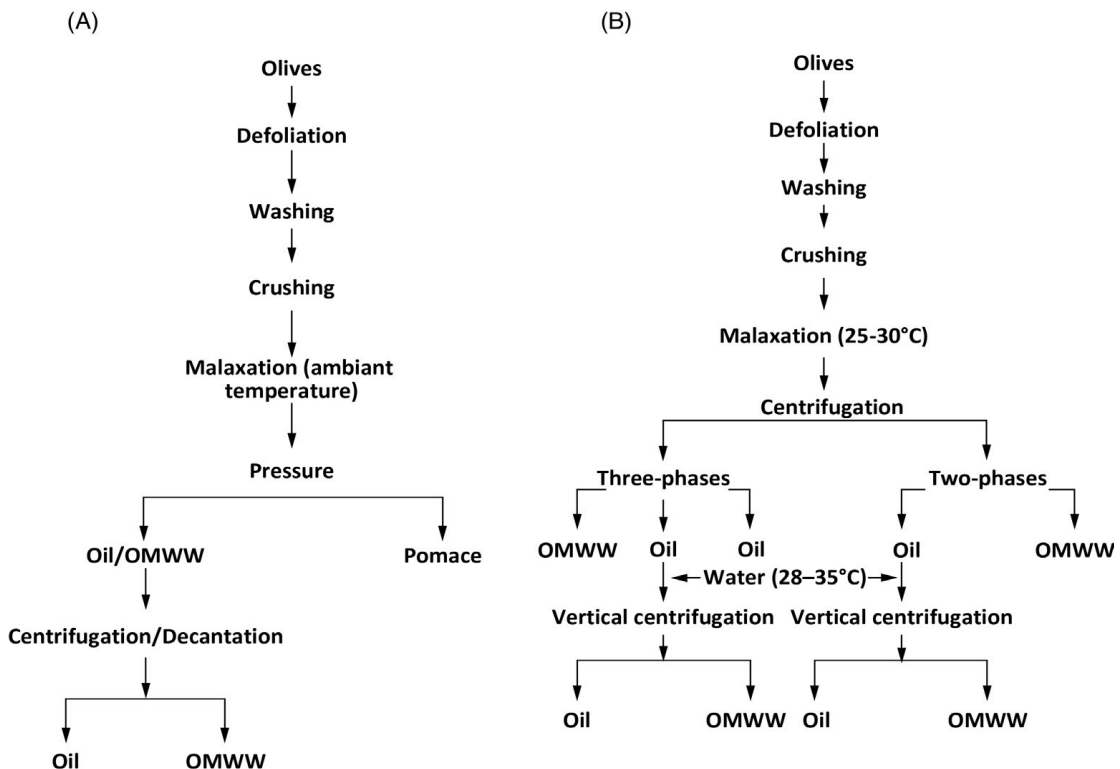 (A)
Olives
Defoliation
Washing
Crushing
Malaxation (ambiant
temperature)
Pressure
Oil/OMWW
Pomace
Centrifugation/Decantation
Oil
OMWW
(B)
Olives
Defoliation
Washing
Crushing
Malaxation (25-30°C)
Centrifugation
Three-phases
Two-phases
OMWW
Oil
Oil
Oil
OMWW
Water (28–35°C)
Vertical centrifugation
Vertical centrifugation
Oil
OMWW
Oil
OMWW